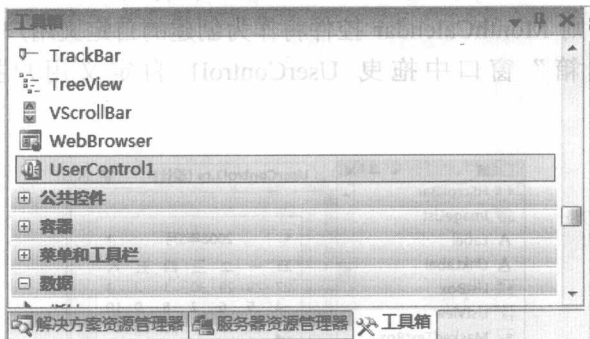 工具箱
TrackBar
TreeView
VScrollBar
WebBrowser
UserControl1
公共控件
容器
菜单和工具栏
数据
解决方案资源管理器 服务器资源管理器 工具箱